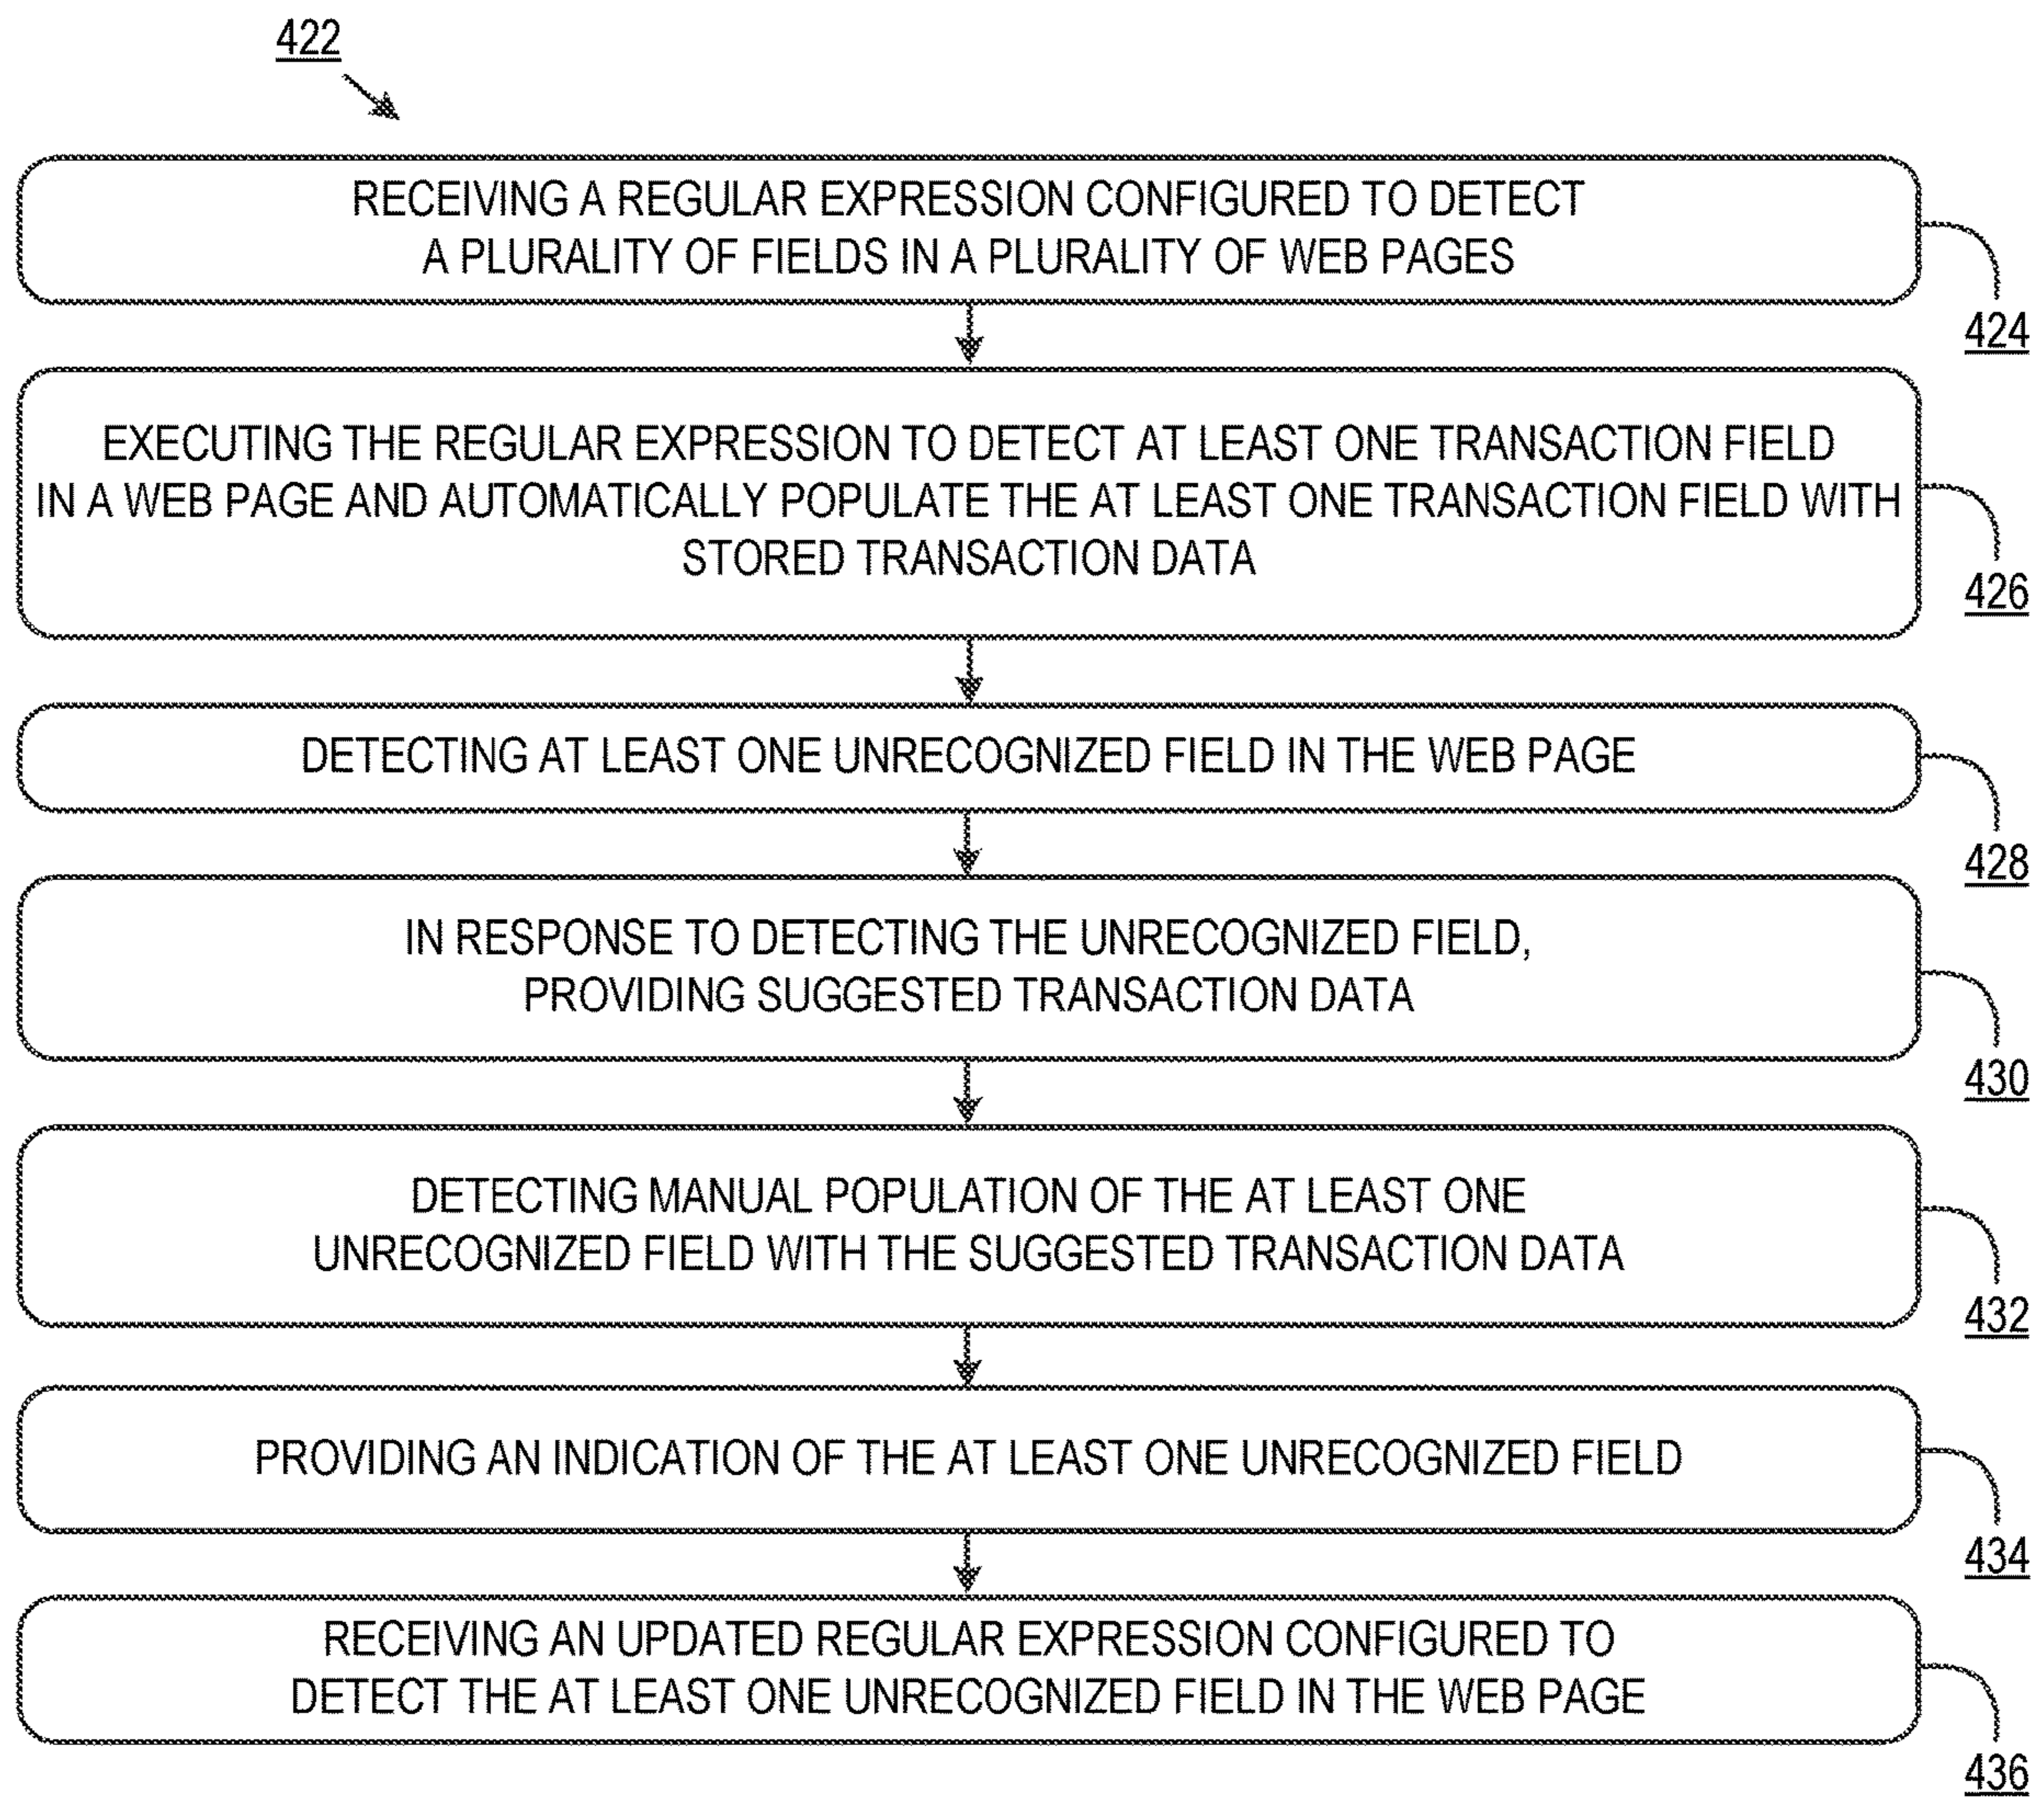 422
RECEIVING A REGULAR EXPRESSION CONFIGURED TO DETECT
A PLURALITY OF FIELDS IN A PLURALITY OF WEB PAGES
424
EXECUTING THE REGULAR EXPRESSION TO DETECT AT LEAST ONE TRANSACTION FIELD
IN A WEB PAGE AND AUTOMATICALLY POPULATE THE AT LEAST ONE TRANSACTION FIELD WITH
STORED TRANSACTION DATA
426
DETECTING AT LEAST ONE UNRECOGNIZED FIELD IN THE WEB PAGE
428
IN RESPONSE TO DETECTING THE UNRECOGNIZED FIELD,
PROVIDING SUGGESTED TRANSACTION DATA
430
DETECTING MANUAL POPULATION OF THE AT LEAST ONE
UNRECOGNIZED FIELD WITH THE SUGGESTED TRANSACTION DATA
432
PROVIDING AN INDICATION OF THE AT LEAST ONE UNRECOGNIZED FIELD
434
RECEIVING AN UPDATED REGULAR EXPRESSION CONFIGURED TO
DETECT THE AT LEAST ONE UNRECOGNIZED FIELD IN THE WEB PAGE
436